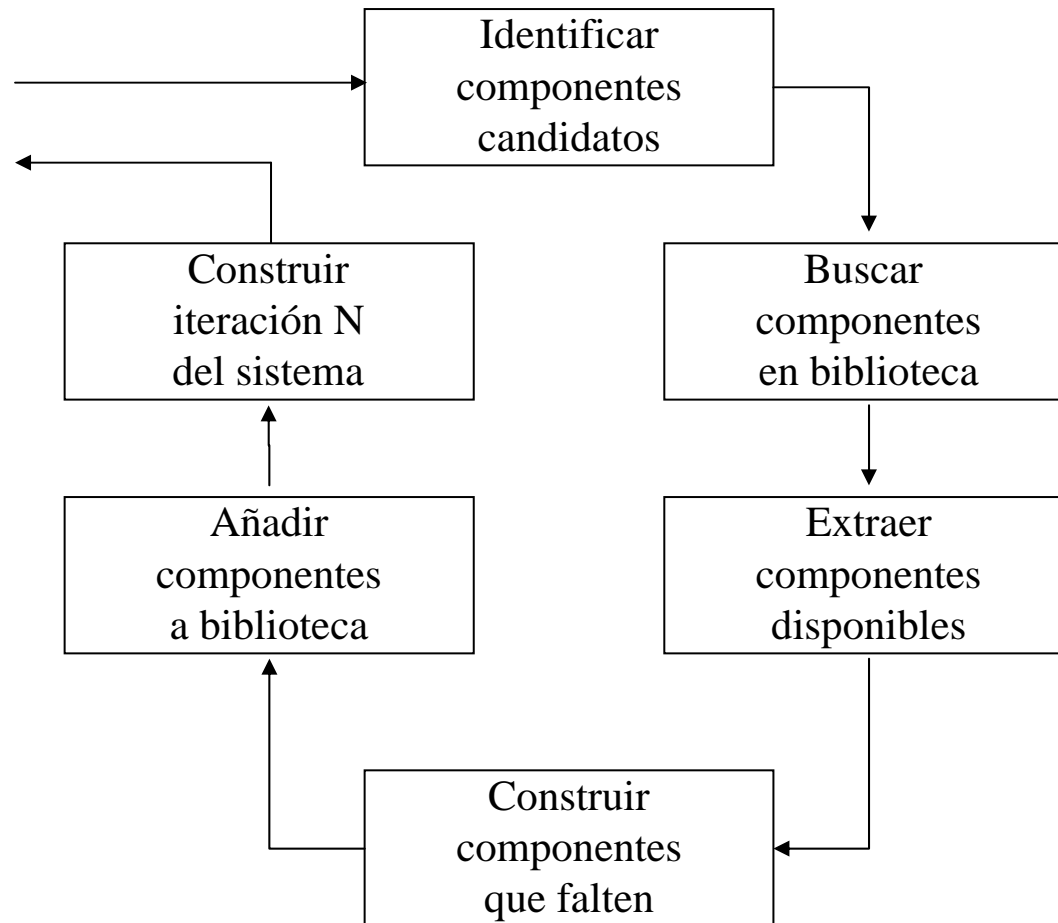 Identificar
componentes
candidatos
Construir
iteración N
del sistema
Buscar
componentes
en biblioteca
Añadir
componentes
a biblioteca
Extraer
componentes
disponibles
Construir
componentes
que falten